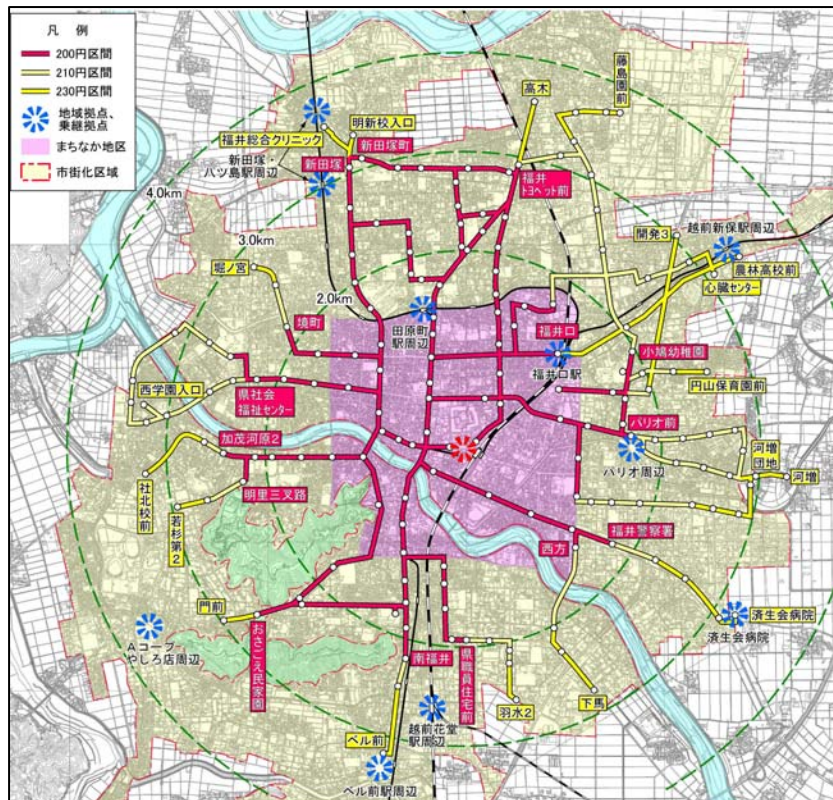 凡 例
200円区間
210円区間
230円区間
地域拠点、
乗継拠点
まちなか地区
市街化区域
高木
藤島園前
明新校入口
福井総合クリニック
新田塚町
新田塚
新田塚・
八ツ島駅周辺
福井
トヨペット前
4.0km
3.0km
2.0km
開発3
越前新保駅周辺
農林高校前
心臓センター
堀ノ宮
境町
田原町
駅周辺
福井口
福井口駅
小鳩幼稚園
円山保育園前
西学園入口
県社会
福祉センター
パリオ前
加茂河原2
パリオ周辺
河増
団地
河増
社北校前
若杉第2
明里三叉路
福井警察署
西方
門前
おさごえ民家園
Aコープ
やしろ店周辺
済生会病院
済生会病院
南福井
県職員住宅前
羽水2
下馬
越前花堂
駅周辺
ベル前
ベル前駅周辺